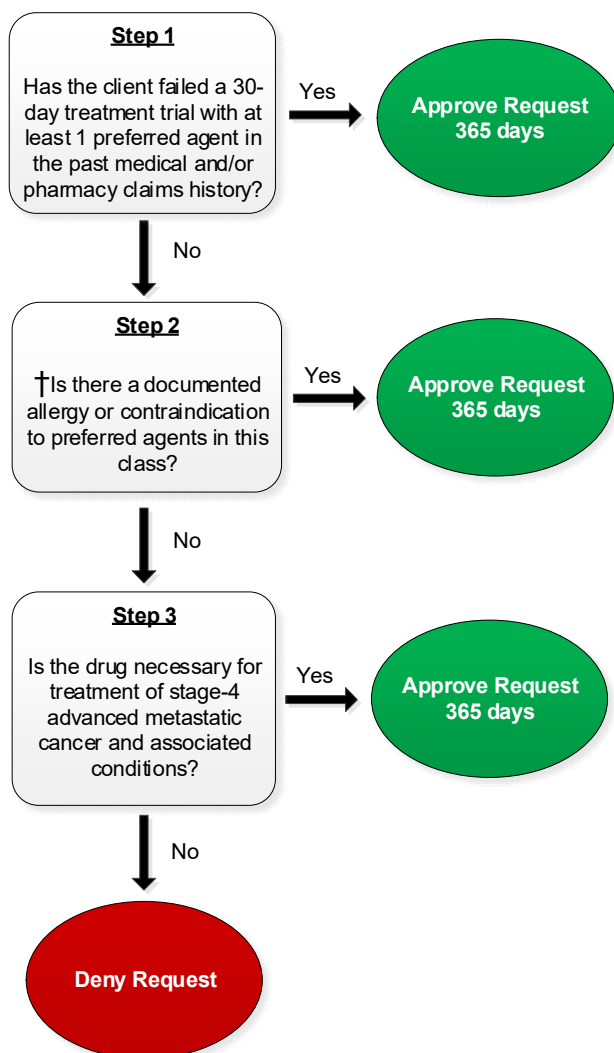 Step 1
Has the client failed a 30-
day treatment trial with at
least 1 preferred agent in
the past medical and/or
pharmacy claims history?
Yes
Approve Request
365 days
No
Step 2
†Is there a documented
allergy or contraindication
to preferred agents in this
class?
Yes
Approve Request
365 days
No
Step 3
Is the drug necessary for
treatment of stage-4
advanced metastatic
cancer and associated
conditions?
Yes
Approve Request
365 days
No
Deny Request